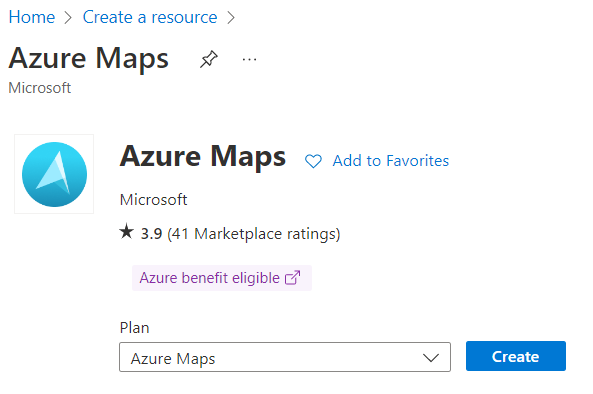 Home > Create a resource >
Azure Maps ...
Microsoft
Azure Maps Add to Favorites
Microsoft
★ 3.9 (41 Marketplace ratings)
Azure benefit eligible
Plan
Azure Maps
Create